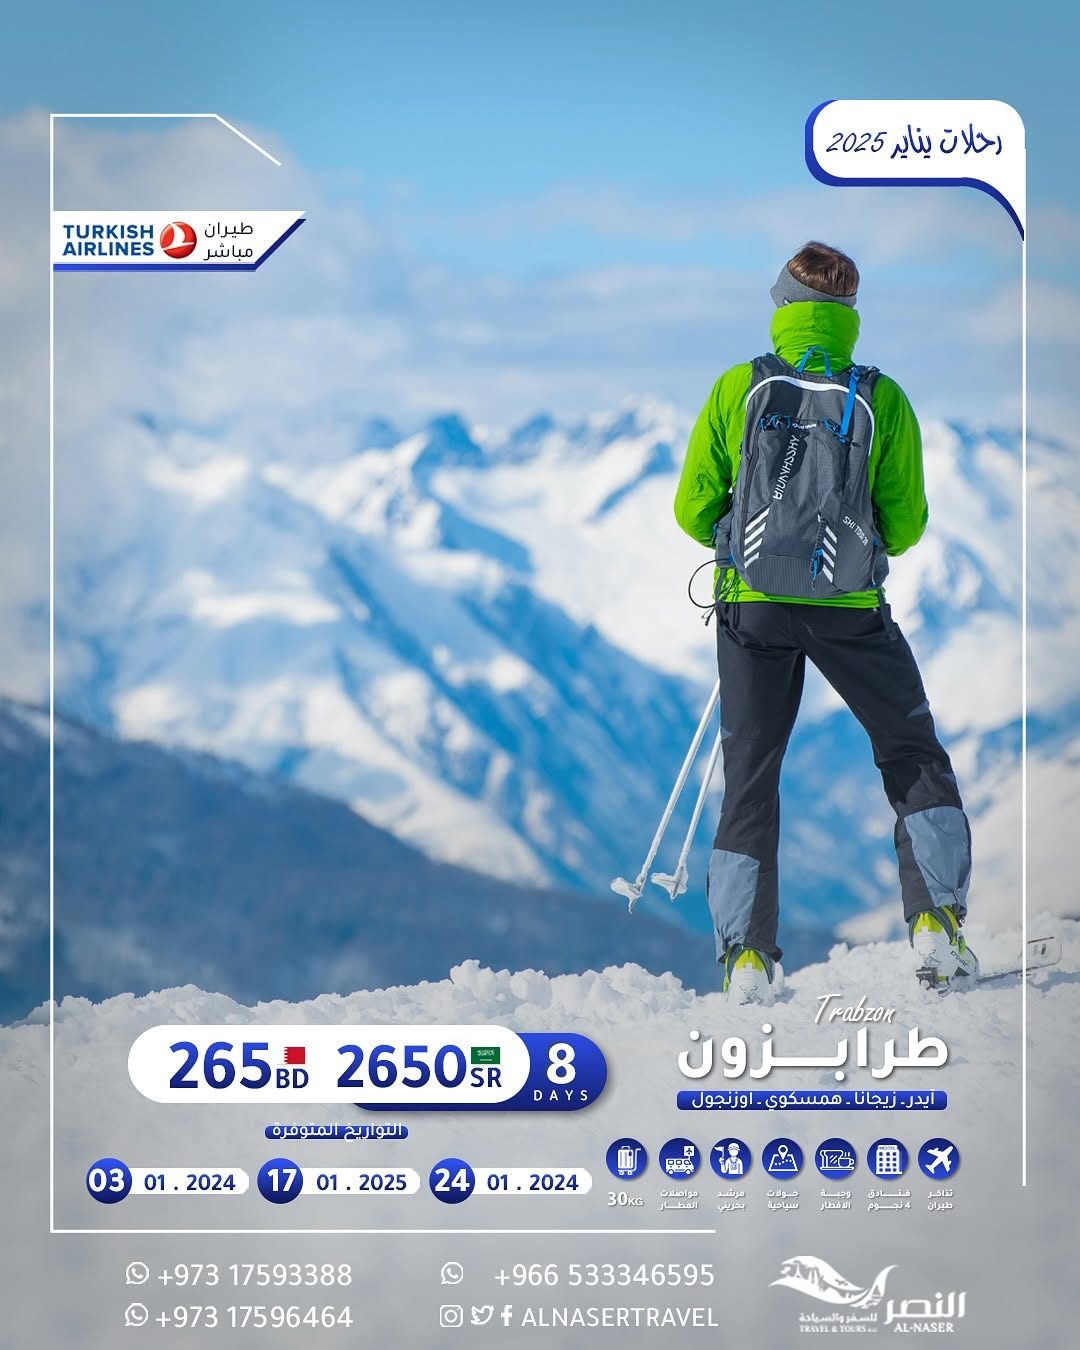 رحلات يناير 2025
TURKISH AIRLINES
طيران مباشر
Trabzon
طرابـــزون
آيدر ـ زيجانا ـ همسكوي ـ اوزنجول
265 BD
2650 SR
8 DAYS
التواريخ المتوفرة
03 01 . 2024
17 01 . 2025
24 01 . 2024
تذاكر طيران
فنادق 4 نجوم
وجبة الافطار
جولات سياحية
مرشد بحريني
مواصلات المطار
30KG
+973 17593388
+966 533346595
+973 17596464
ALNASERTRAVEL
النصر
للسفر والسياحة
AL-NASER
TRAVEL & TOURS